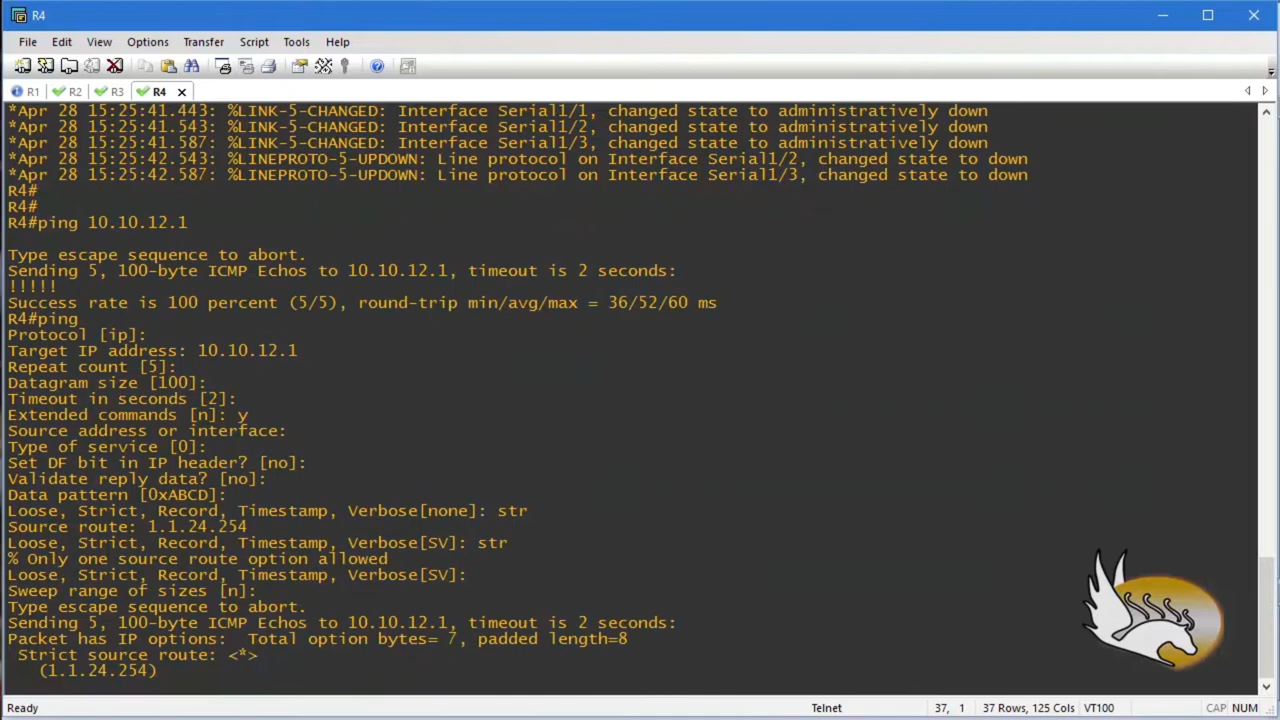 R4
File Edit View Options Transfer Script Tools Help
R1 R2 R3 R4
*Apr 28 15:25:41.443: %LINK-5-CHANGED: Interface Serial1/1, changed state to administratively down
*Apr 28 15:25:41.543: %LINK-5-CHANGED: Interface Serial1/2, changed state to administratively down
*Apr 28 15:25:41.587: %LINK-5-CHANGED: Interface Serial1/3, changed state to administratively down
*Apr 28 15:25:42.543: %LINEPROTO-5-UPDOWN: Line protocol on Interface Serial1/2, changed state to down
*Apr 28 15:25:42.587: %LINEPROTO-5-UPDOWN: Line protocol on Interface Serial1/3, changed state to down
R4#
R4#
R4#ping 10.10.12.1
Type escape sequence to abort.
Sending 5, 100-byte ICMP Echos to 10.10.12.1, timeout is 2 seconds:
!!!!!
Success rate is 100 percent (5/5), round-trip min/avg/max = 36/52/60 ms
R4#ping
Protocol [ip]:
Target IP address: 10.10.12.1
Repeat count [5]:
Datagram size [100]:
Timeout in seconds [2]:
Extended commands [n]: y
Source address or interface:
Type of service [0]:
Set DF bit in IP header? [no]:
Validate reply data? [no]:
Data pattern [0xABCD]:
Loose, Strict, Record, Timestamp, Verbose[none]: str
Source route: 1.1.24.254
Loose, Strict, Record, Timestamp, Verbose[SV]: str
% Only one source route option allowed
Loose, Strict, Record, Timestamp, Verbose[SV]:
Sweep range of sizes [n]:
Type escape sequence to abort.
Sending 5, 100-byte ICMP Echos to 10.10.12.1, timeout is 2 seconds:
Packet has IP options:  Total option bytes= 7, padded length=8
 Strict source route: <*>
   (1.1.24.254)
Ready Telnet 37, 1 37 Rows, 125 Cols VT100 CAP NUM